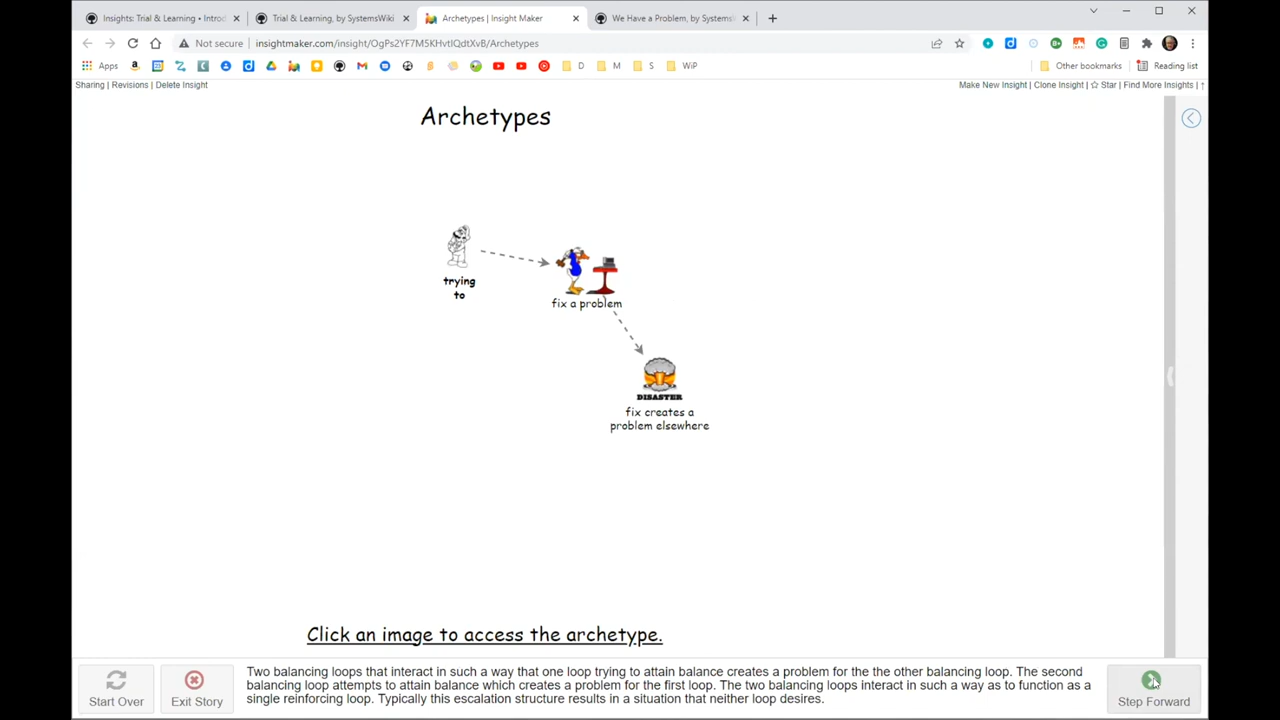 Insights: Trial & Learning • Introd
Trial & Learning, by SystemsWiki
Archetypes | Insight Maker
We Have a Problem, by Systems
Not secure
insightmaker.com/insight/OgPs2YF7M5KHvtIQdtXvB/Archetypes
Apps
D
M
S
WiP
Other bookmarks
Reading list
Sharing | Revisions | Delete Insight
Make New Insight | Clone Insight | ☆ Star | Find More Insights | ↑
Archetypes
trying
to
fix a problem
DISASTER
fix creates a
problem elsewhere
Click an image to access the archetype.
Start Over
Exit Story
Two balancing loops that interact in such a way that one loop trying to attain balance creates a problem for the the other balancing loop. The second
balancing loop attempts to attain balance which creates a problem for the first loop. The two balancing loops interact in such a way as to function as a
single reinforcing loop. Typically this escalation structure results in a situation that neither loop desires.
Step Forward